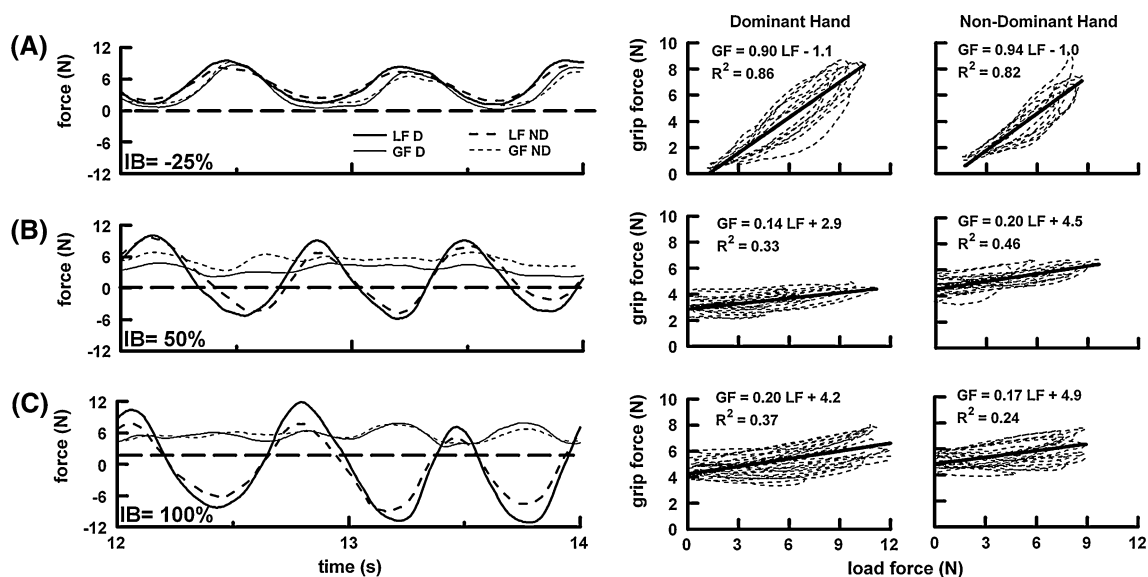 Dominant Hand
Non-Dominant Hand
(A)
force (N)
12
6
0
-6
-12
IB= -25%
LF D
GF D
LF ND
GF ND
grip force (N)
10
8
6
4
2
0
GF = 0.90 LF - 1.1
R2 = 0.86
GF = 0.94 LF - 1.0
R2 = 0.82
(B)
force (N)
12
6
0
-6
-12
IB= 50%
10
8
6
4
2
0
GF = 0.14 LF + 2.9
R2 = 0.33
GF = 0.20 LF + 4.5
R2 = 0.46
(C)
force (N)
12
6
0
-6
-12
IB= 100%
12
13
14
time (s)
grip force (N)
10
8
6
4
2
0
GF = 0.20 LF + 4.2
R2 = 0.37
GF = 0.17 LF + 4.9
R2 = 0.24
0 3 6 9 12
0 3 6 9 12
load force (N)